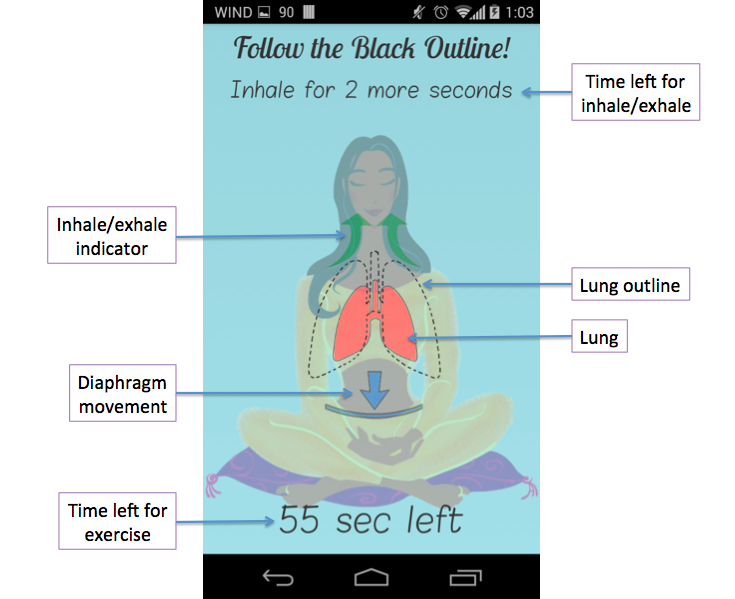 WIND 90 1:03
Follow the Black Outline!
Inhale for 2 more seconds
Time left for
inhale/exhale
Inhale/exhale
indicator
Lung outline
Lung
Diaphragm
movement
Time left for
exercise
55 sec left